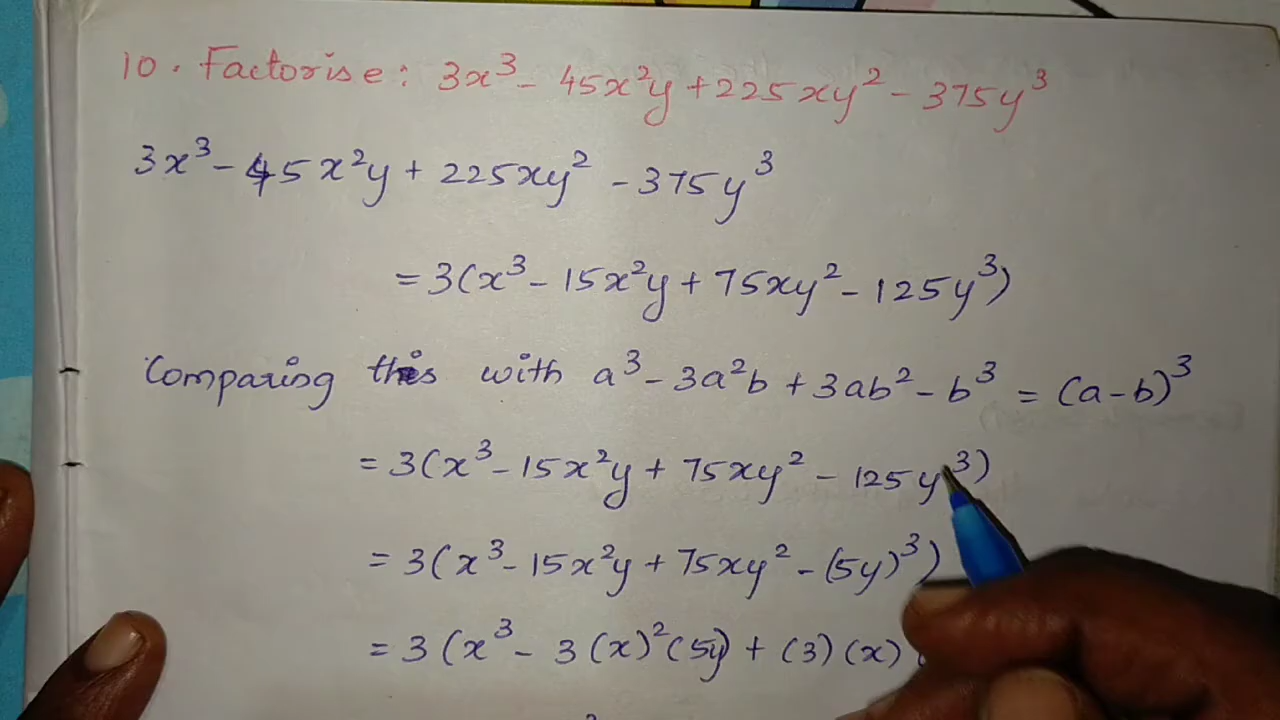 10. Factorise: 3x³ - 45x²y + 225xy² - 375y³
3x³ - 45x²y + 225xy² - 375y³
= 3(x³ - 15x²y + 75xy² - 125y³)
Comparing this with a³ - 3a²b + 3ab² - b³ = (a-b)³
= 3(x³ - 15x²y + 75xy² - 125y³)
= 3(x³ - 15x²y + 75xy² - (5y)³)
= 3(x³ - 3(x)²(5y) + (3)(x)